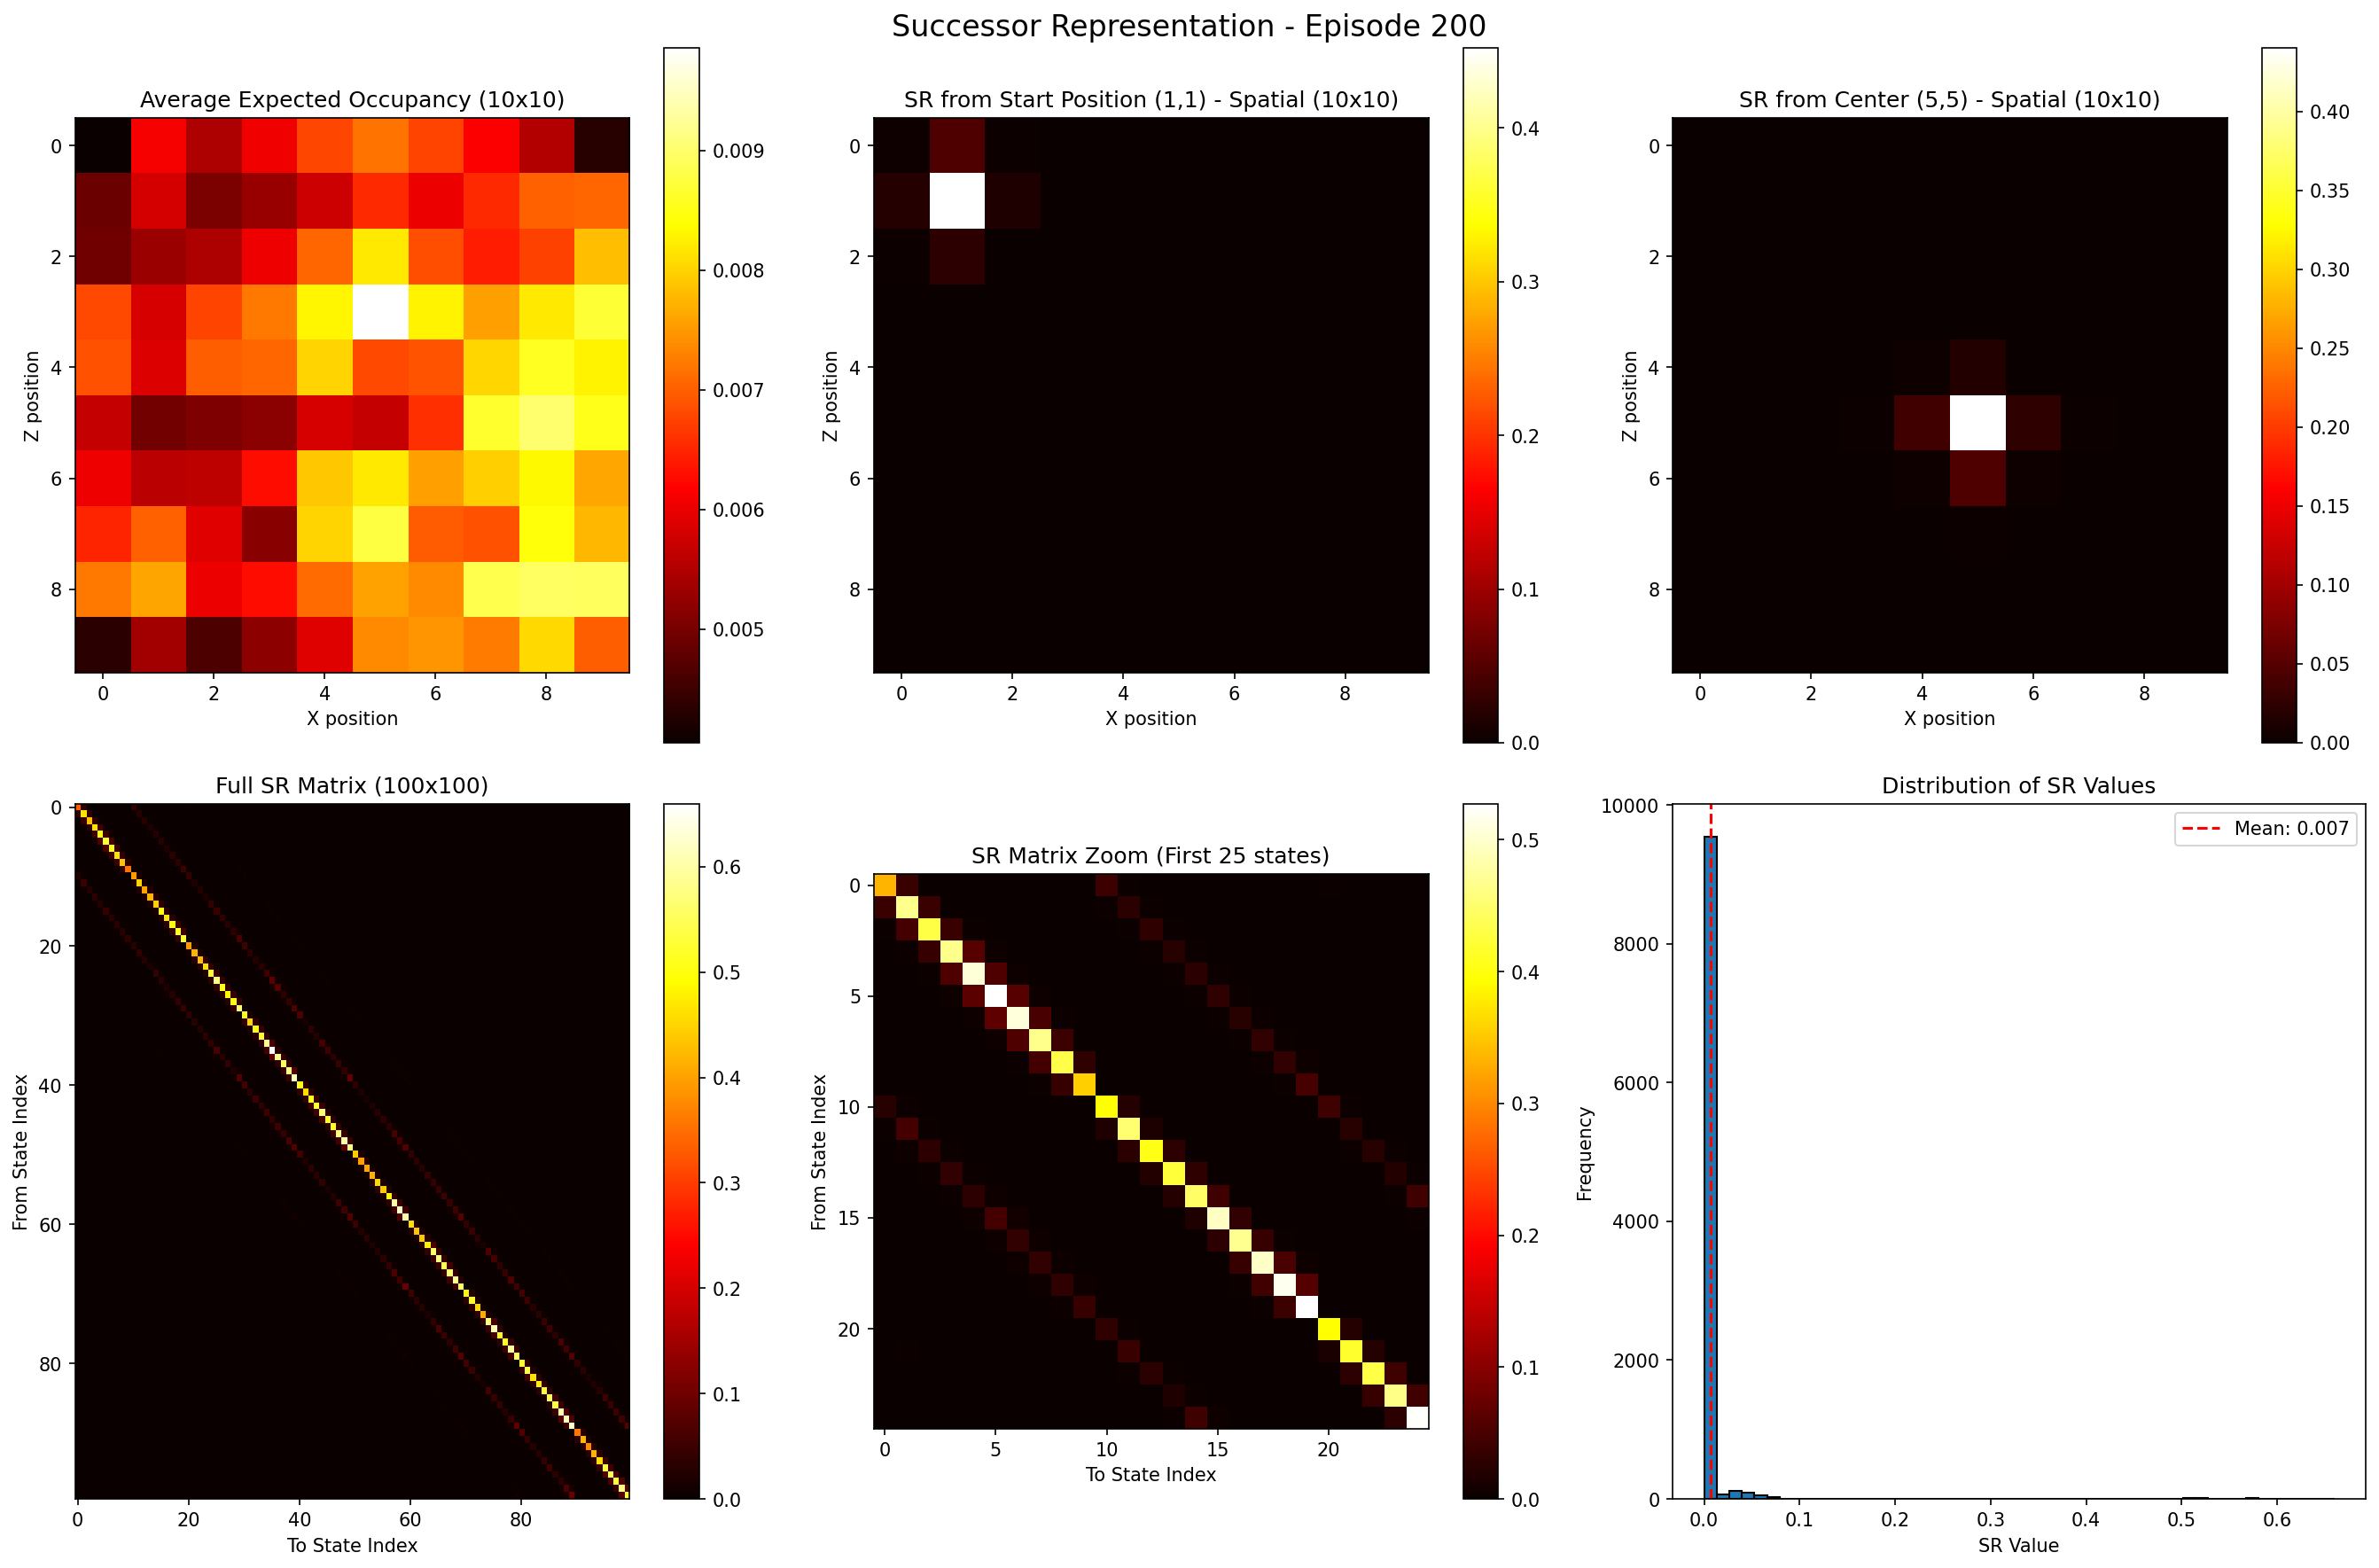 Successor Representation - Episode 200
Average Expected Occupancy (10x10)
0
2
4
6
8
Z position
0 2 4 6 8
X position
0.009
0.008
0.007
0.006
0.005
SR from Start Position (1,1) - Spatial (10x10)
0
2
4
6
8
Z position
0 2 4 6 8
X position
0.4
0.3
0.2
0.1
0.0
SR from Center (5,5) - Spatial (10x10)
0
2
4
6
8
Z position
0 2 4 6 8
X position
0.40
0.35
0.30
0.25
0.20
0.15
0.10
0.05
0.00
Full SR Matrix (100x100)
0
20
40
60
80
From State Index
0 20 40 60 80
To State Index
0.6
0.5
0.4
0.3
0.2
0.1
0.0
SR Matrix Zoom (First 25 states)
0
5
10
15
20
From State Index
0 5 10 15 20
To State Index
0.5
0.4
0.3
0.2
0.1
0.0
Distribution of SR Values
Mean: 0.007
10000
8000
6000
4000
2000
0
Frequency
0.0 0.1 0.2 0.3 0.4 0.5 0.6
SR Value